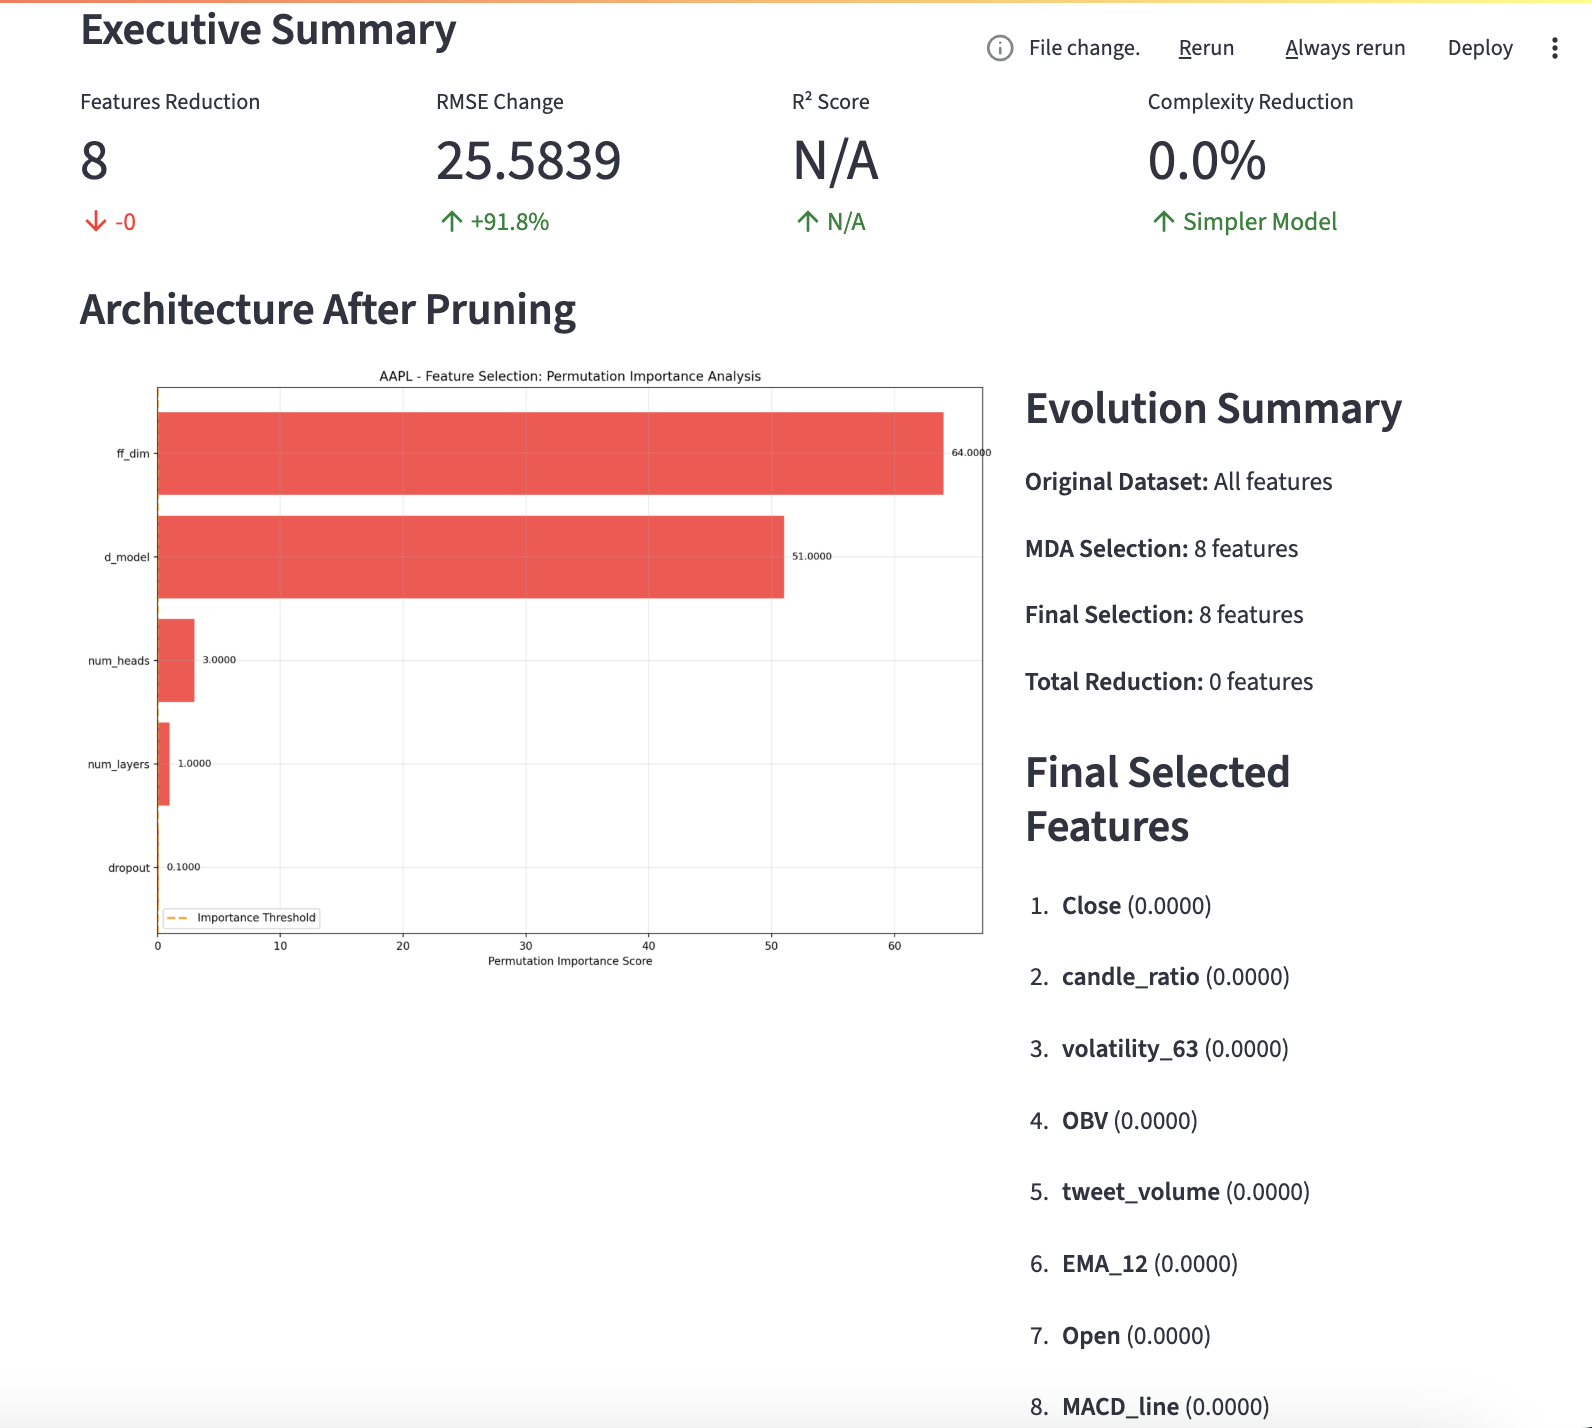 Executive Summary
File change.
Rerun
Always rerun
Deploy
Features Reduction
8
-0
RMSE Change
25.5839
+91.8%
R² Score
N/A
N/A
Complexity Reduction
0.0%
Simpler Model
Architecture After Pruning
AAPL - Feature Selection: Permutation Importance Analysis
ff_dim
64.0000
d_model
51.0000
num_heads
3.0000
num_layers
1.0000
dropout
0.1000
Importance Threshold
0 10 20 30 40 50 60
Permutation Importance Score
Evolution Summary
Original Dataset: All features
MDA Selection: 8 features
Final Selection: 8 features
Total Reduction: 0 features
Final Selected
Features
1. Close (0.0000)
2. candle_ratio (0.0000)
3. volatility_63 (0.0000)
4. OBV (0.0000)
5. tweet_volume (0.0000)
6. EMA_12 (0.0000)
7. Open (0.0000)
8. MACD_line (0.0000)